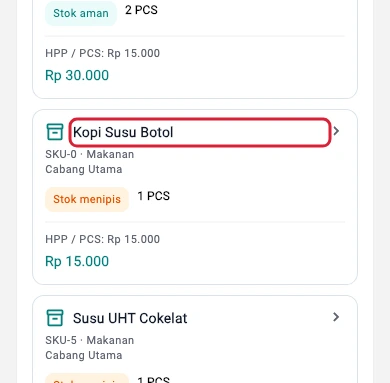 Stok aman 2 PCS
HPP / PCS: Rp 15.000
Rp 30.000
Kopi Susu Botol
SKU-0 · Makanan
Cabang Utama
Stok menipis 1 PCS
HPP / PCS: Rp 15.000
Rp 15.000
Susu UHT Cokelat
SKU-5 · Makanan
Cabang Utama
Stok menipis 1 PCS